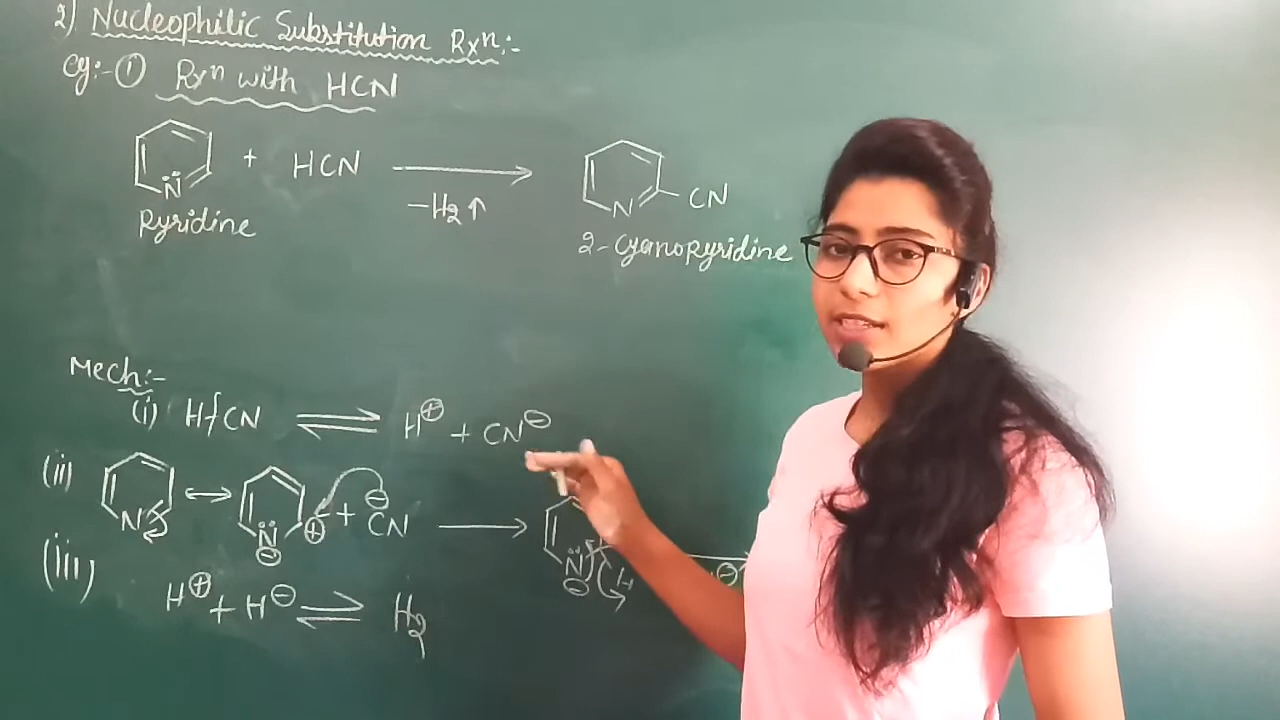 2) Nucleophilic Substitution Rxⁿ:-
eg:- ① Rxⁿ with HCN
N̈ + HCN ⟶ N CN
-H₂↑
Pyridine 2-Cyanopyridine
Mech:-
(i) H CN ⇌ H⊕ + CN⊖
(ii) N ⟷ N̈ ⊖ ⊕ + ⊖ CN ⟶ N̈ ⊖ H ⟶ ⊖
(iii) H⊕ + H⊖ ⇌ H₂